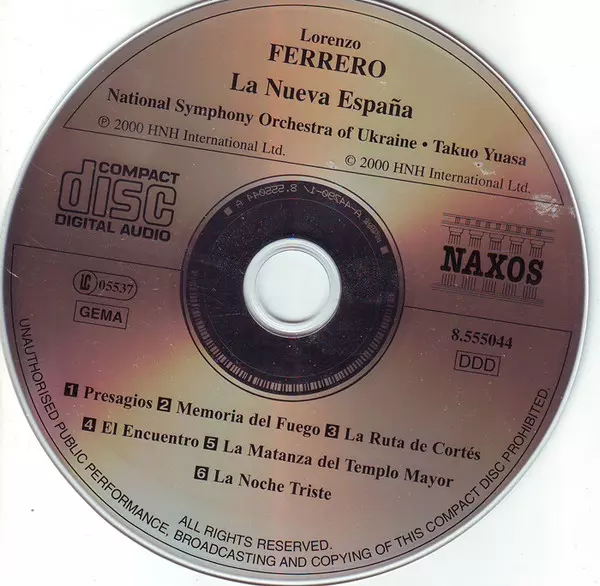 Lorenzo
FERRERO
La Nueva España
National Symphony Orchestra of Ukraine • Takuo Yuasa
℗ 2000 HNH International Ltd.
© 2000 HNH International Ltd.
COMPACT
disc
DIGITAL AUDIO
NAXOS
LC 05537
GEMA
8.555044
DDD
8.555044 A
1 Presagios 2 Memoria del Fuego 3 La Ruta de Cortés
4 El Encuentro 5 La Matanza del Templo Mayor
6 La Noche Triste
ALL RIGHTS RESERVED.
UNAUTHORISED PUBLIC PERFORMANCE, BROADCASTING AND COPYING OF THIS COMPACT DISC PROHIBITED.